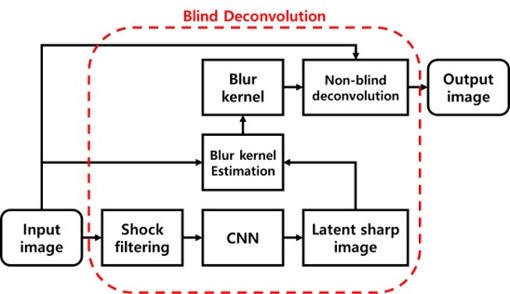 Blind Deconvolution
Blur
kernel
Non-blind
deconvolution
Output
image
Blur kernel
Estimation
Input
image
Shock
filtering
CNN
Latent sharp
image